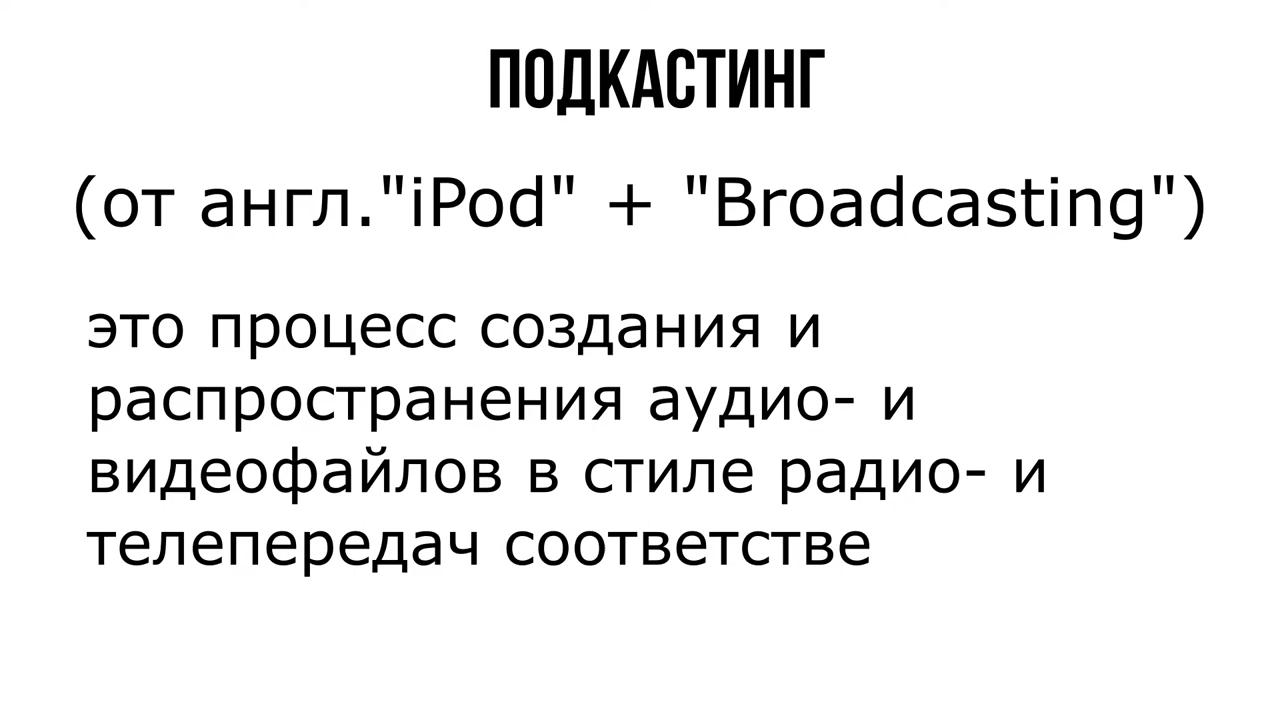 ПОДКАСТИНГ
(от англ."iPod" + "Broadcasting")
это процесс создания и
распространения аудио- и
видеофайлов в стиле радио- и
телепередач соответстве